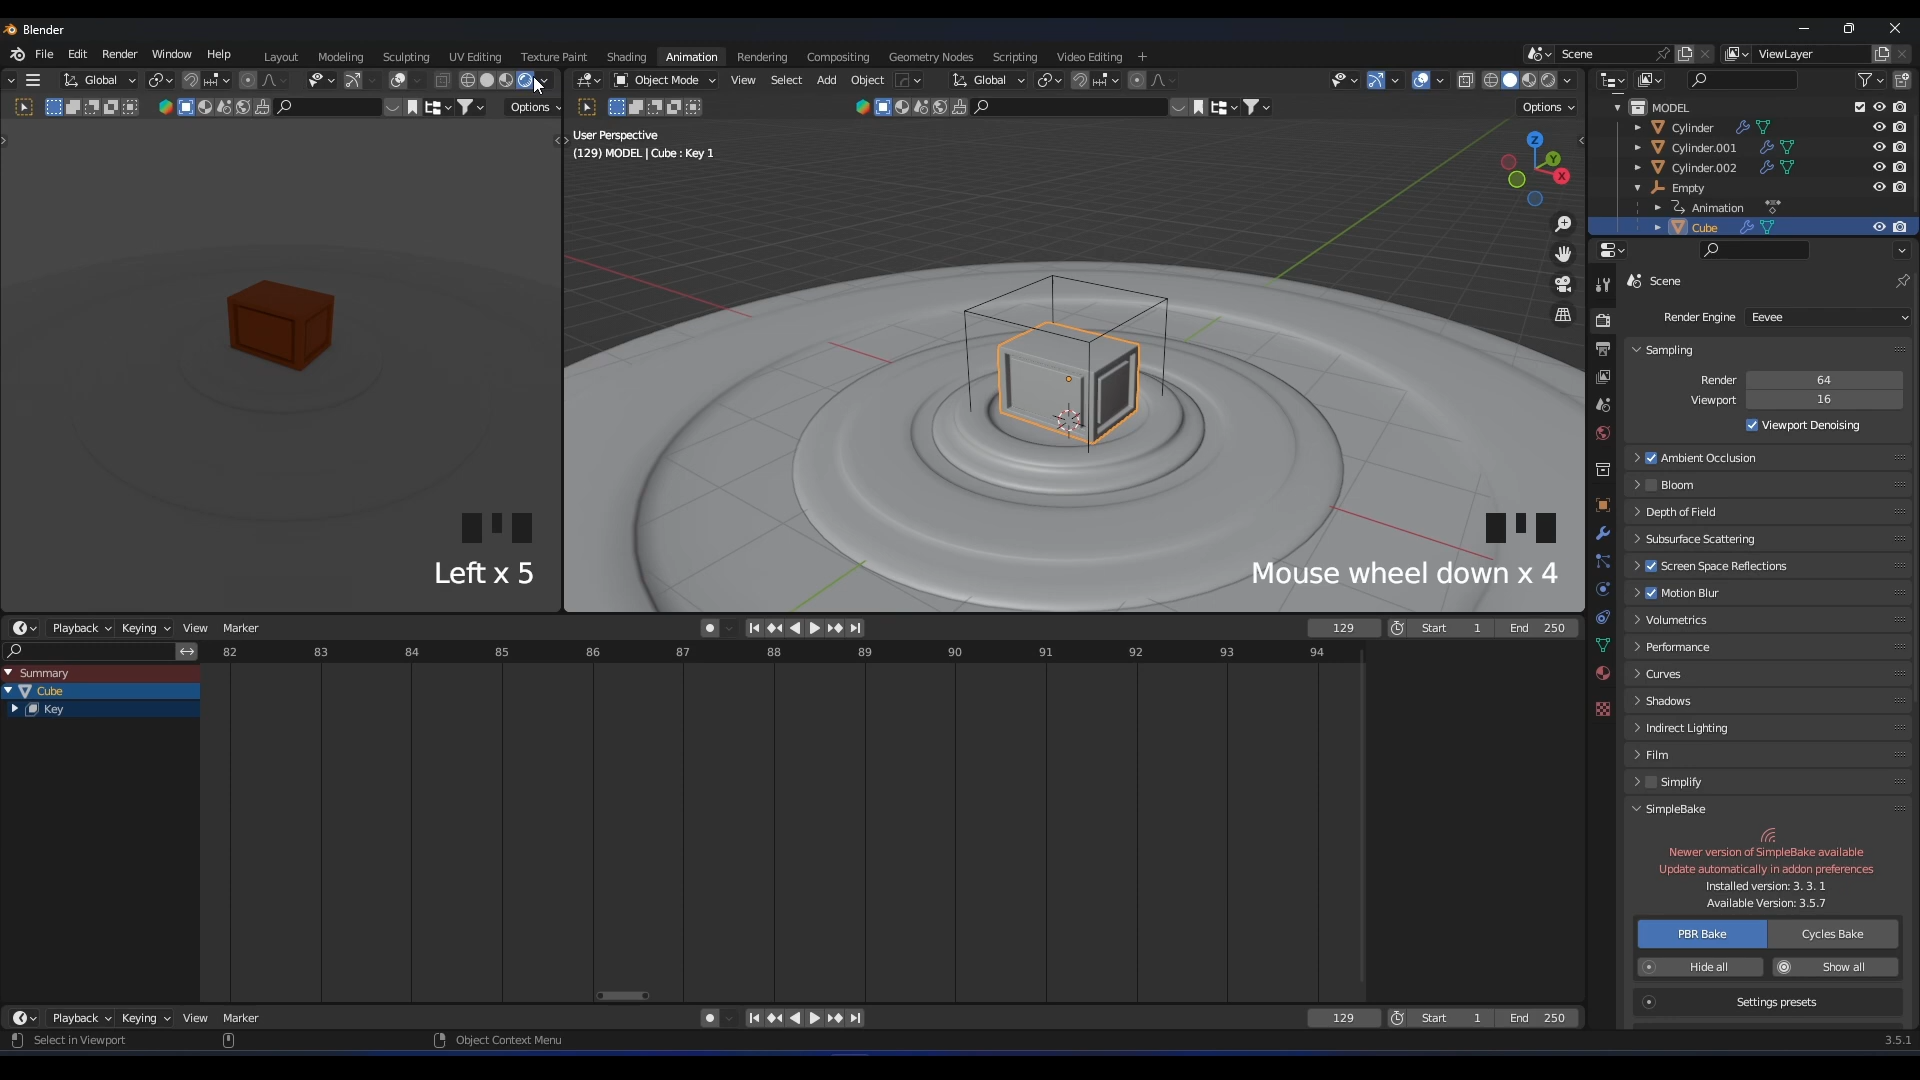 Blender
File Edit Render Window Help Layout Modeling Sculpting UV Editing Texture Paint Shading Animation Rendering Compositing Geometry Nodes Scripting Video Editing + Scene ViewLayer
Global Object Mode View Select Add Object Global
Options Options
User Perspective
(129) MODEL | Cube : Key 1
Z
Y
X
Left x 5
Mouse wheel down x 4
MODEL
Cylinder
Cylinder.001
Cylinder.002
Empty
Animation
Cube
Scene
Render Engine Eevee
Sampling
Render 64
Viewport 16
Viewport Denoising
Ambient Occlusion
Bloom
Depth of Field
Subsurface Scattering
Screen Space Reflections
Motion Blur
Volumetrics
Performance
Curves
Shadows
Indirect Lighting
Film
Simplify
SimpleBake
Newer version of SimpleBake available
Update automatically in addon preferences
Installed version: 3. 3. 1
Available Version: 3.5.7
PBR Bake Cycles Bake
Hide all Show all
Settings presets
Playback Keying View Marker 129 Start 1 End 250
82 83 84 85 86 87 88 89 90 91 92 93 94
Summary
Cube
Key
Playback Keying View Marker 129 Start 1 End 250
Select in Viewport Object Context Menu 3.5.1